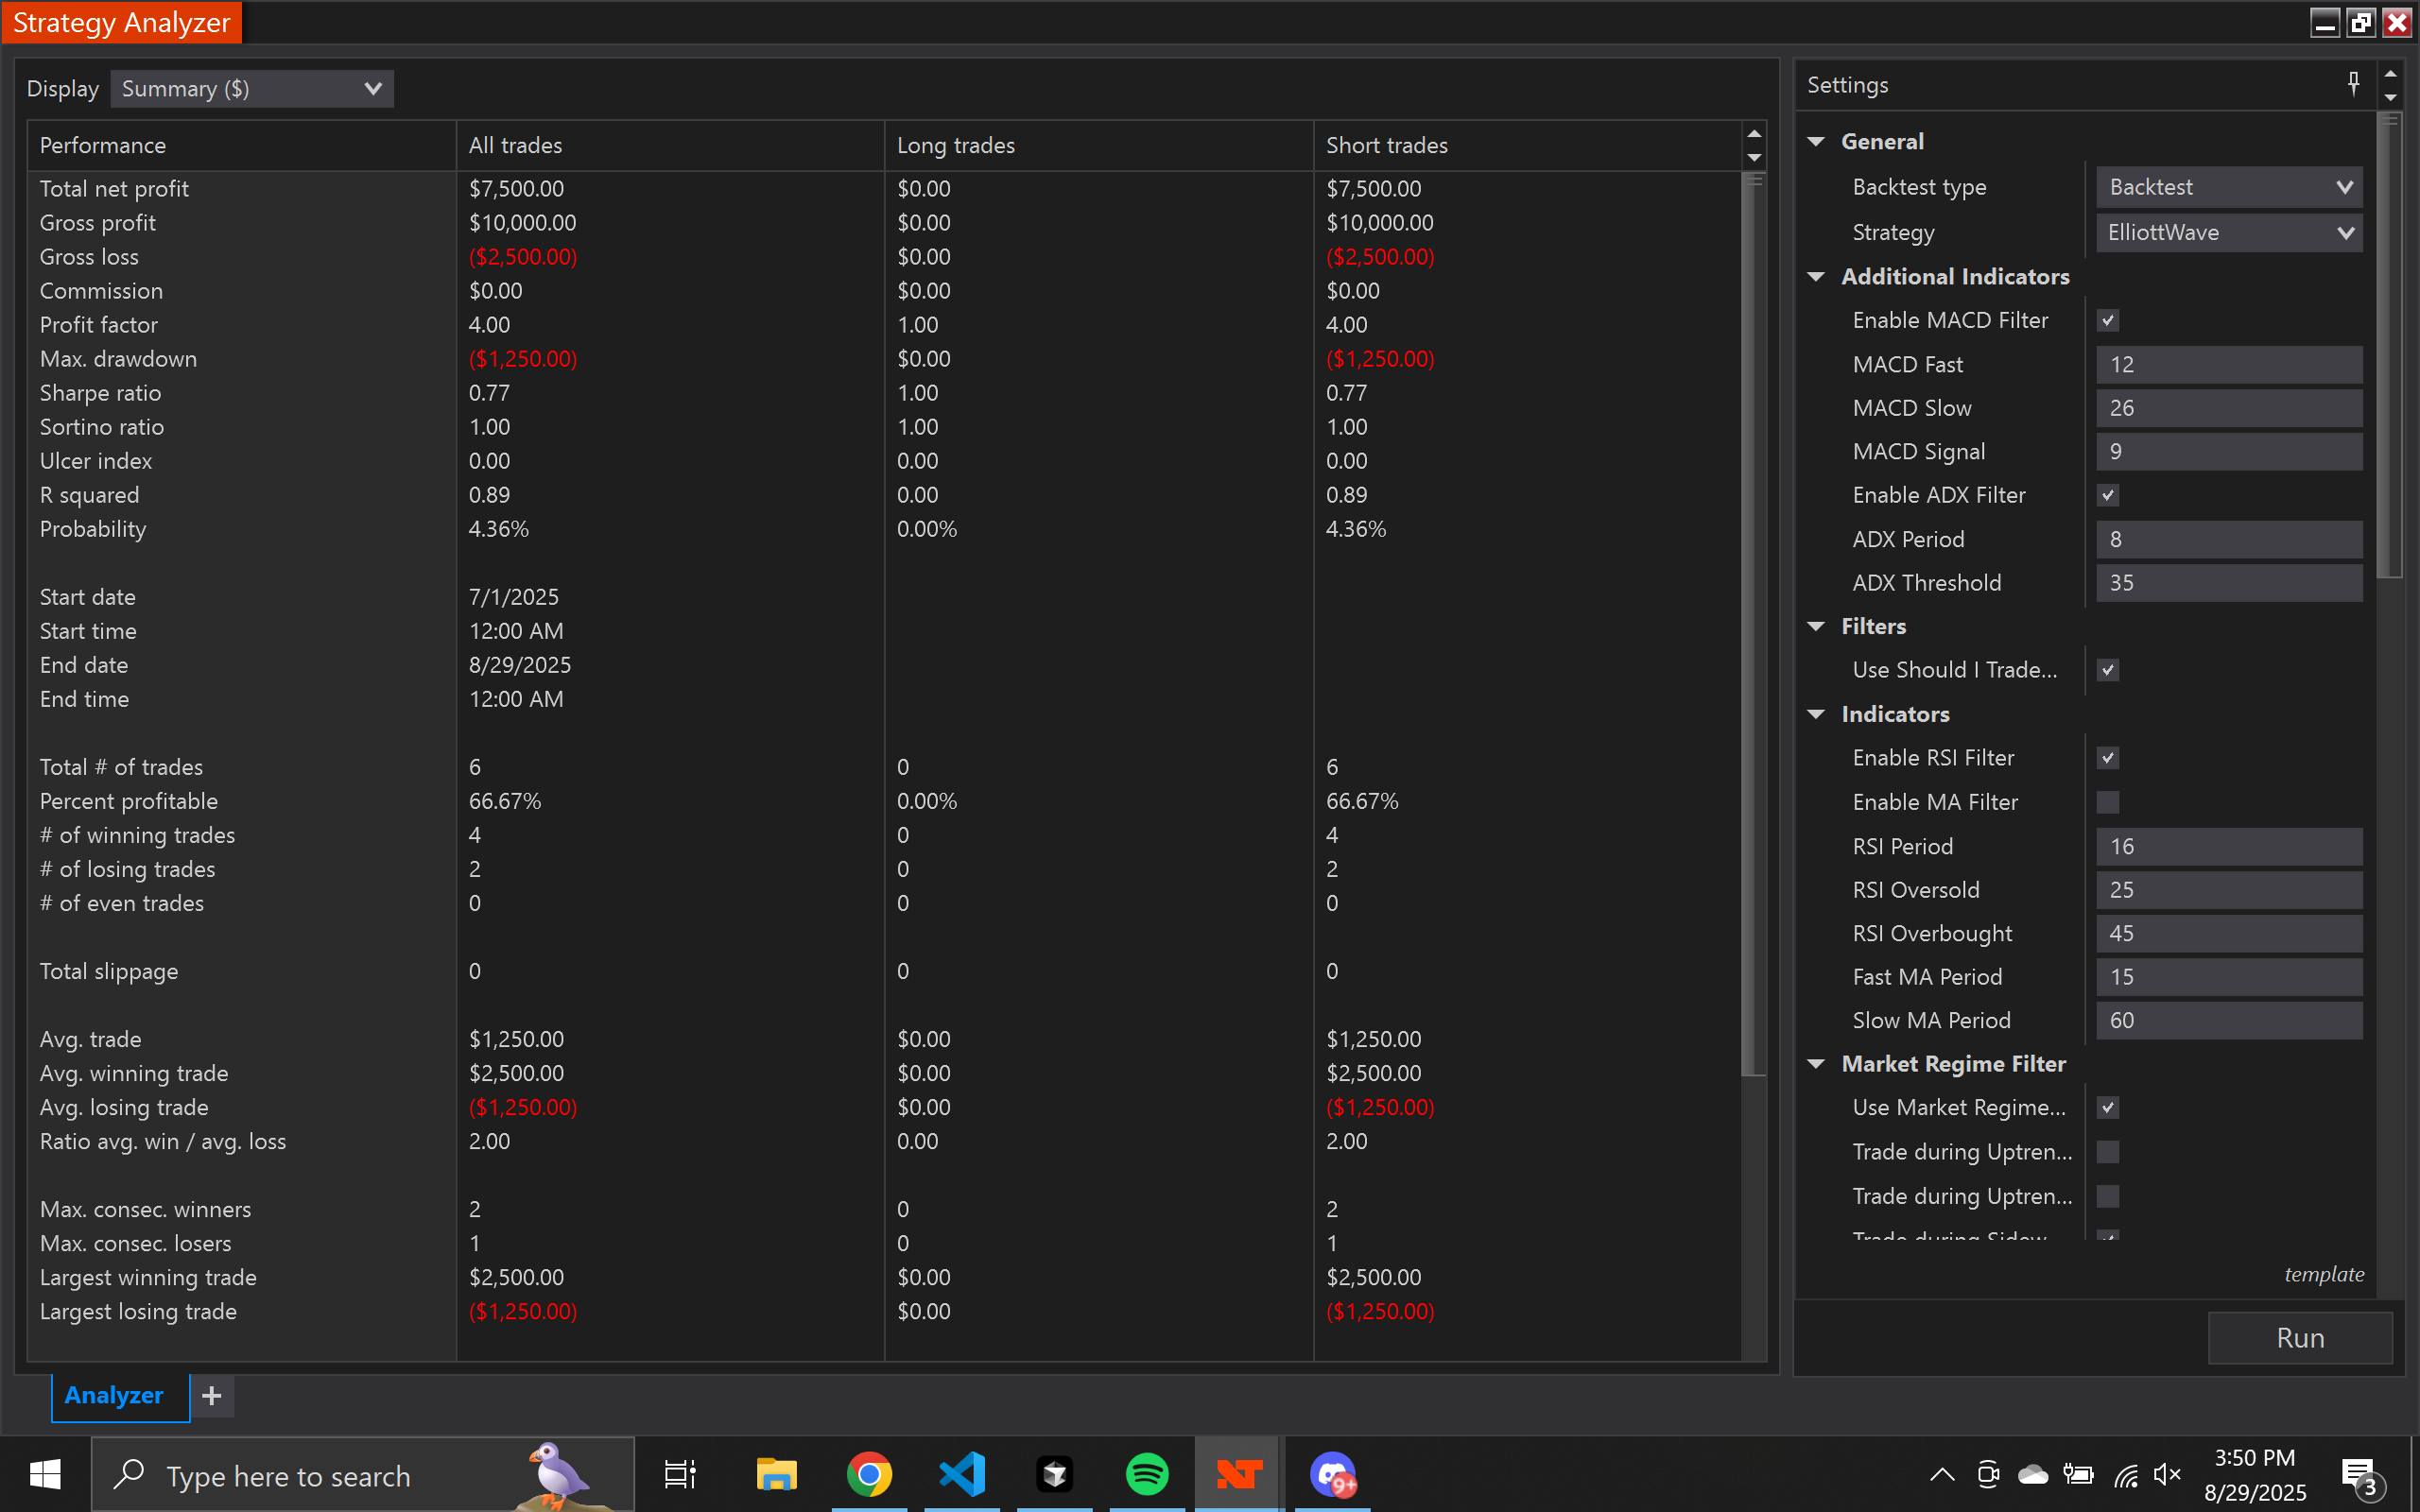 Strategy Analyzer
Display Summary ($)
Performance All trades Long trades Short trades
Total net profit $7,500.00 $0.00 $7,500.00
Gross profit $10,000.00 $0.00 $10,000.00
Gross loss ($2,500.00) $0.00 ($2,500.00)
Commission $0.00 $0.00 $0.00
Profit factor 4.00 1.00 4.00
Max. drawdown ($1,250.00) $0.00 ($1,250.00)
Sharpe ratio 0.77 1.00 0.77
Sortino ratio 1.00 1.00 1.00
Ulcer index 0.00 0.00 0.00
R squared 0.89 0.00 0.89
Probability 4.36% 0.00% 4.36%
Start date 7/1/2025
Start time 12:00 AM
End date 8/29/2025
End time 12:00 AM
Total # of trades 6 0 6
Percent profitable 66.67% 0.00% 66.67%
# of winning trades 4 0 4
# of losing trades 2 0 2
# of even trades 0 0 0
Total slippage 0 0 0
Avg. trade $1,250.00 $0.00 $1,250.00
Avg. winning trade $2,500.00 $0.00 $2,500.00
Avg. losing trade ($1,250.00) $0.00 ($1,250.00)
Ratio avg. win / avg. loss 2.00 0.00 2.00
Max. consec. winners 2 0 2
Max. consec. losers 1 0 1
Largest winning trade $2,500.00 $0.00 $2,500.00
Largest losing trade ($1,250.00) $0.00 ($1,250.00)
Analyzer +
Settings
General
Backtest type Backtest
Strategy ElliottWave
Additional Indicators
Enable MACD Filter
MACD Fast 12
MACD Slow 26
MACD Signal 9
Enable ADX Filter
ADX Period 8
ADX Threshold 35
Filters
Use Should I Trade...
Indicators
Enable RSI Filter
Enable MA Filter
RSI Period 16
RSI Oversold 25
RSI Overbought 45
Fast MA Period 15
Slow MA Period 60
Market Regime Filter
Use Market Regime...
Trade during Uptren...
Trade during Uptren...
Trade during Sidew...
template
Run
Type here to search
9+
3:50 PM
8/29/2025
3